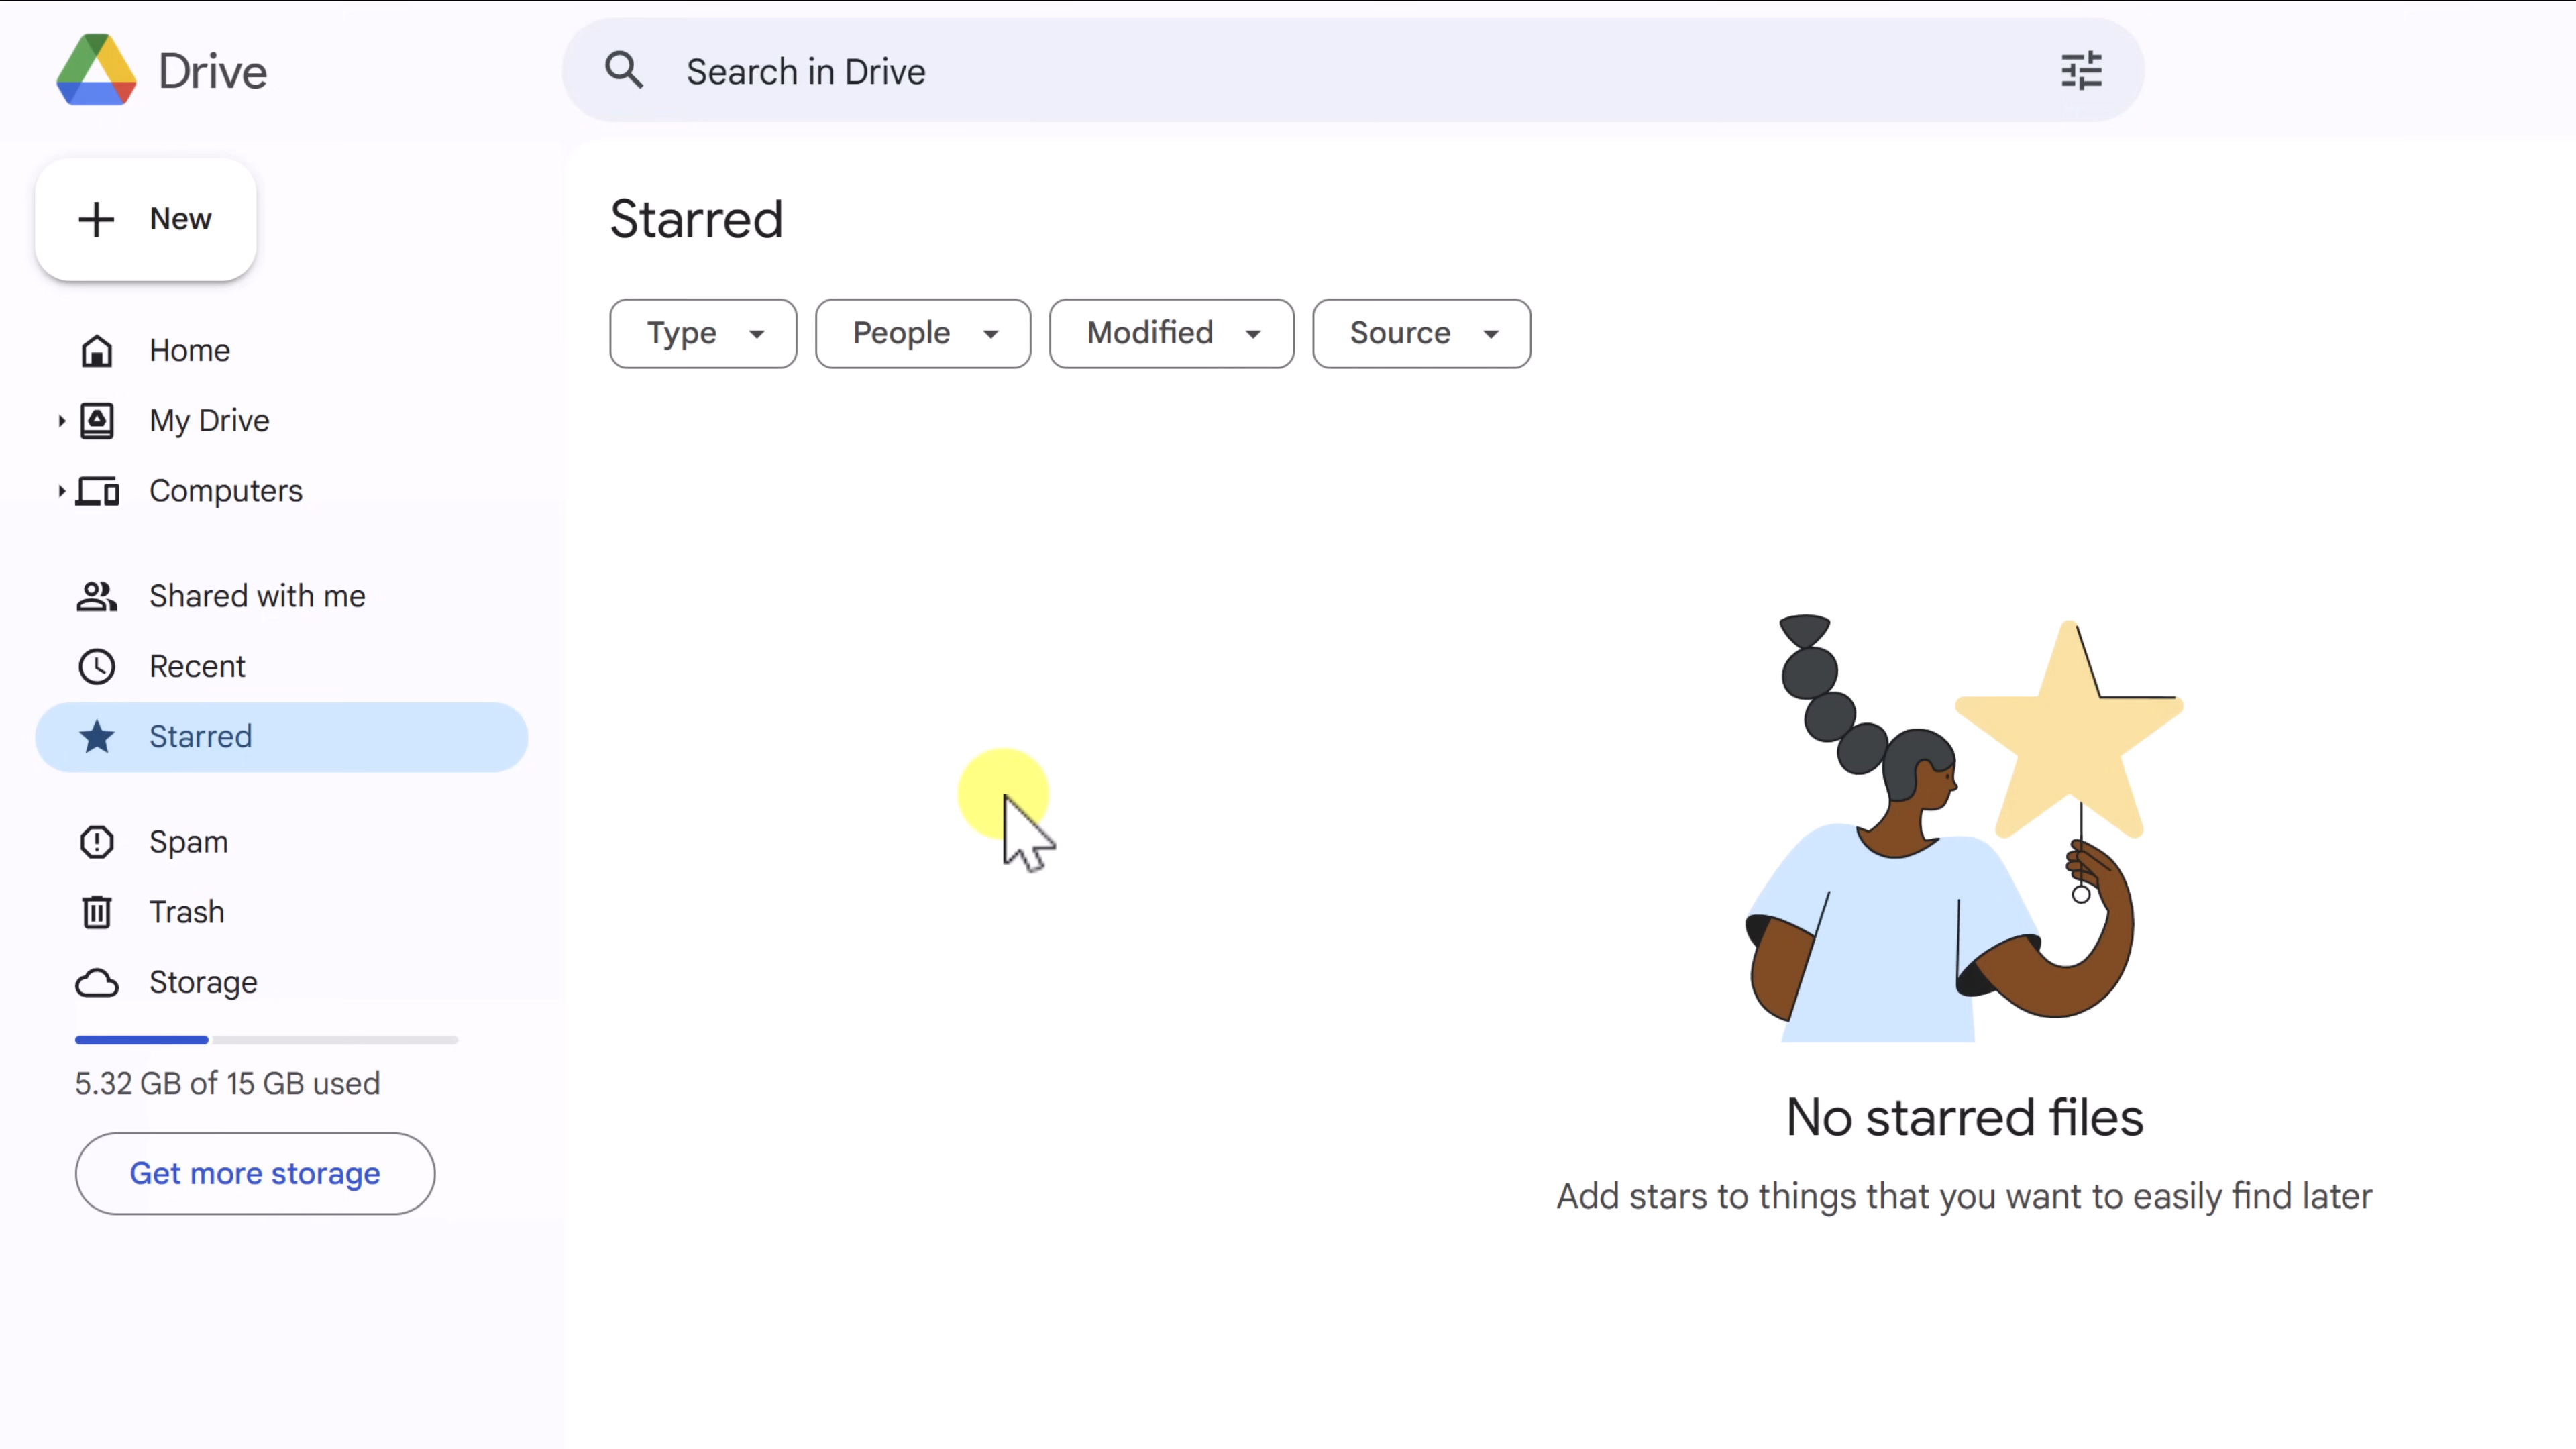 Drive
Search in Drive
New
Home
My Drive
Computers
Shared with me
Recent
Starred
Spam
Trash
Storage
5.32 GB of 15 GB used
Get more storage
Starred
Type People Modified Source
No starred files
Add stars to things that you want to easily find later